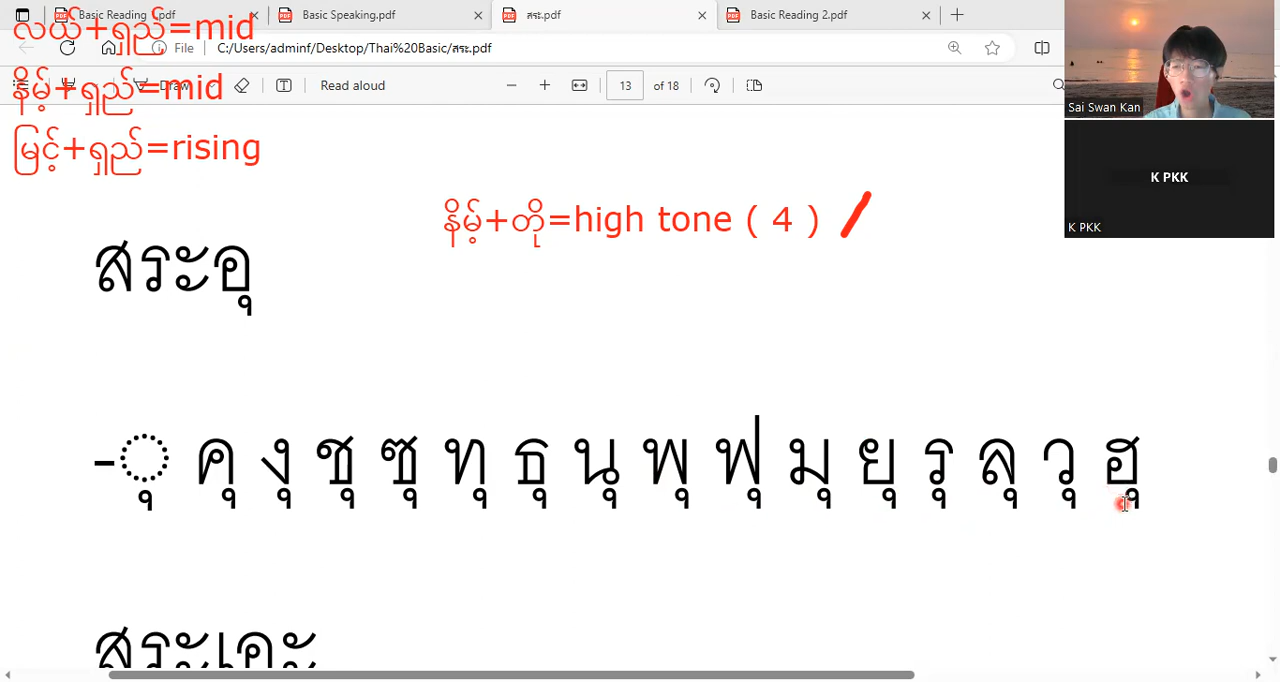 Basic Reading 1.pdf
Basic Speaking.pdf
สระ.pdf
Basic Reading 2.pdf
File
C:/Users/adminf/Desktop/Thai%20Basic/สระ.pdf
Draw
Read aloud
13 of 18
လယ်+ရှည်=mid
နိမ့်+ရှည်=mid
မြင့်+ရှည်=rising
နိမ့်+တို=high tone ( 4 )
สระอุ
-ุ คุ งุ ชุ ซุ ทุ ธุ นุ พุ ฟุ มุ ยุ รุ ลุ วุ ฮุ
สระเอะ
Sai Swan Kan
K PKK
K PKK